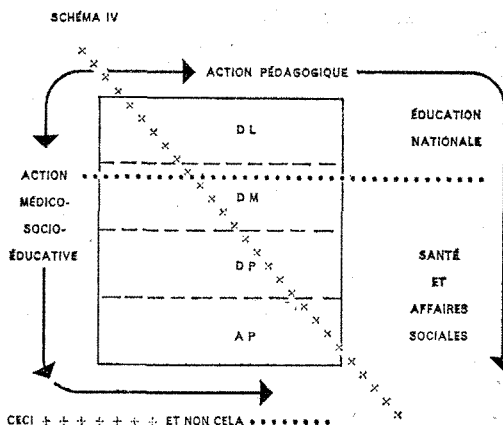 SCHÉMA IV
ACTION PÉDAGOGIQUE
ÉDUCATION
NATIONALE
DL
ACTION
MÉDICO-
SOCIO-
ÉDUCATIVE
DM
DP
AP
SANTÉ
ET
AFFAIRES
SOCIALES
CECI + + + + + + + ET NON CELA • • • • • • • •